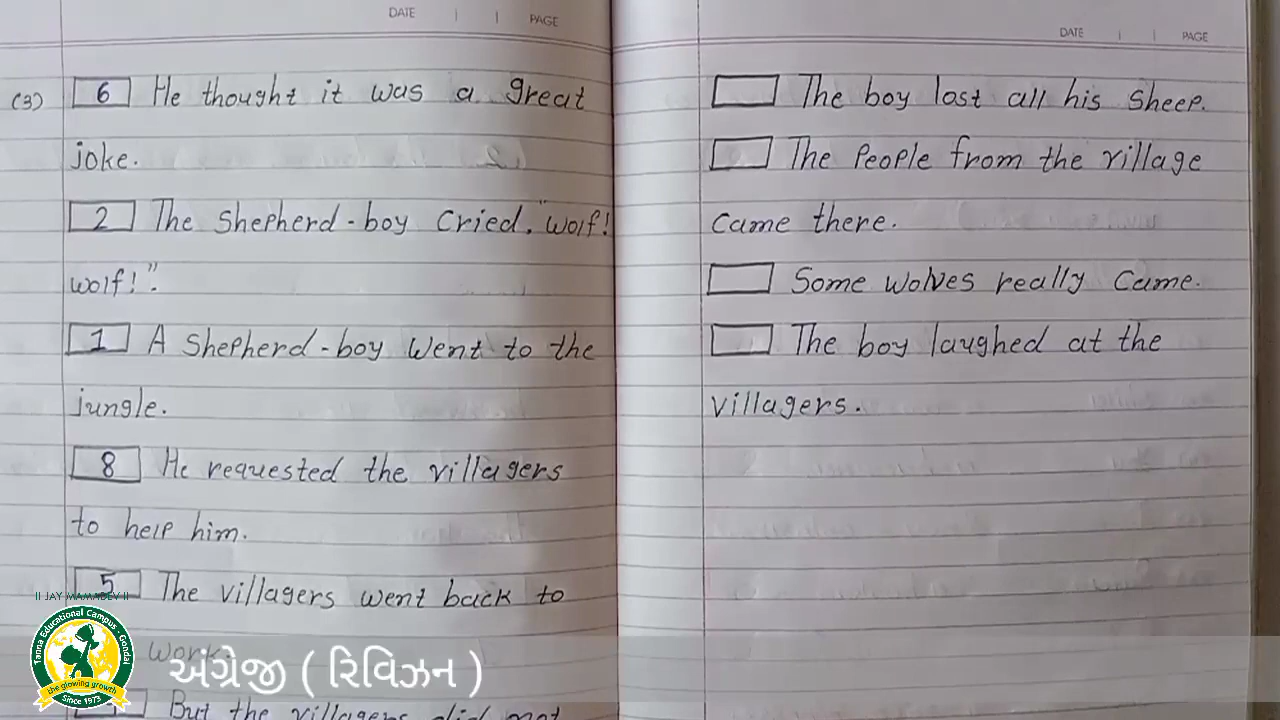 DATE | | PAGE
(3) 6 He thought it was a great
joke.
2 The Shepherd-boy Cried, "Wolf!
wolf!".
1 A Shepherd-boy Went to the
jungle.
8 He requested the villagers
to help him.
5 The villagers went back to
work.
But the villagers did not
DATE | | PAGE
The boy lost all his Sheep.
The People from the village
Came there.
Some Wolves really Came.
The boy laughed at the
villagers.
|| JAY MAMADEV ||
Tanna Educational Campus - Gondal
the glowing growth
Since 1973
અંગ્રેજી ( રિવિઝન )